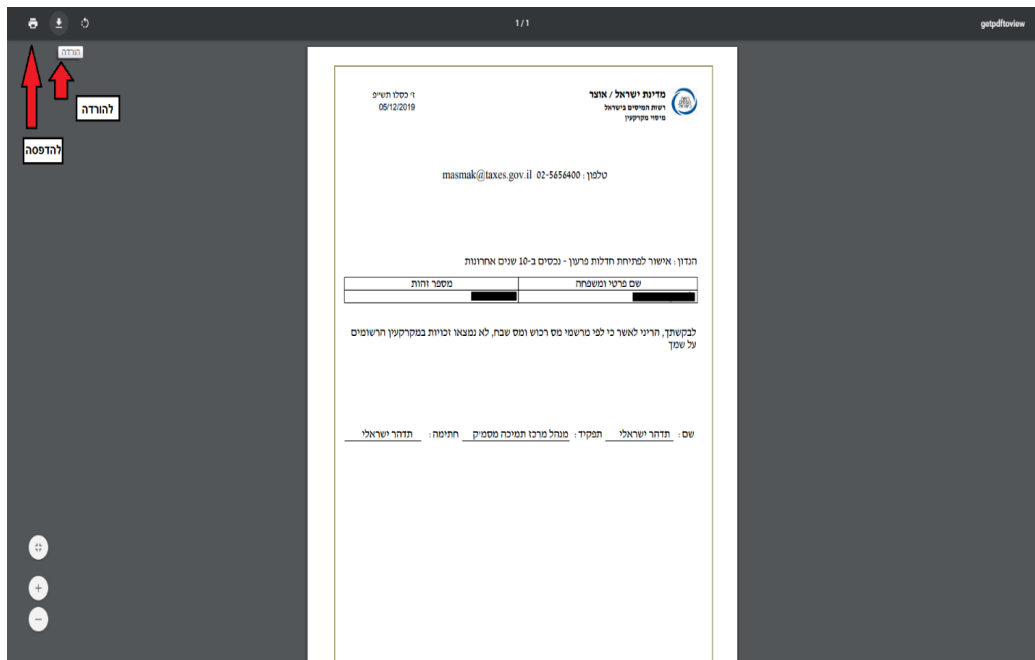 1 / 1
getpdftoview
הורדה
להורדה
להדפסה
מדינת ישראל / אוצר
רשות המיסים בישראל
מיסוי מקרקעין
ז' כסלו תש״פ
05/12/2019
טלפון : 02-5656400 masmak@taxes.gov.il
הנדון : אישור לפתיחת חדלות פרעון - נכסים ב-10 שנים אחרונות
שם פרטי ומשפחה מספר זהות
לבקשתך, הריני לאשר כי לפי מרשמי מס רכוש ומס שבח, לא נמצאו זכויות במקרקעין הרשומים
על שמך
שם : תדהר ישראלי תפקיד : מנהל מרכז תמיכה מסמ״ק חתימה : תדהר ישראלי